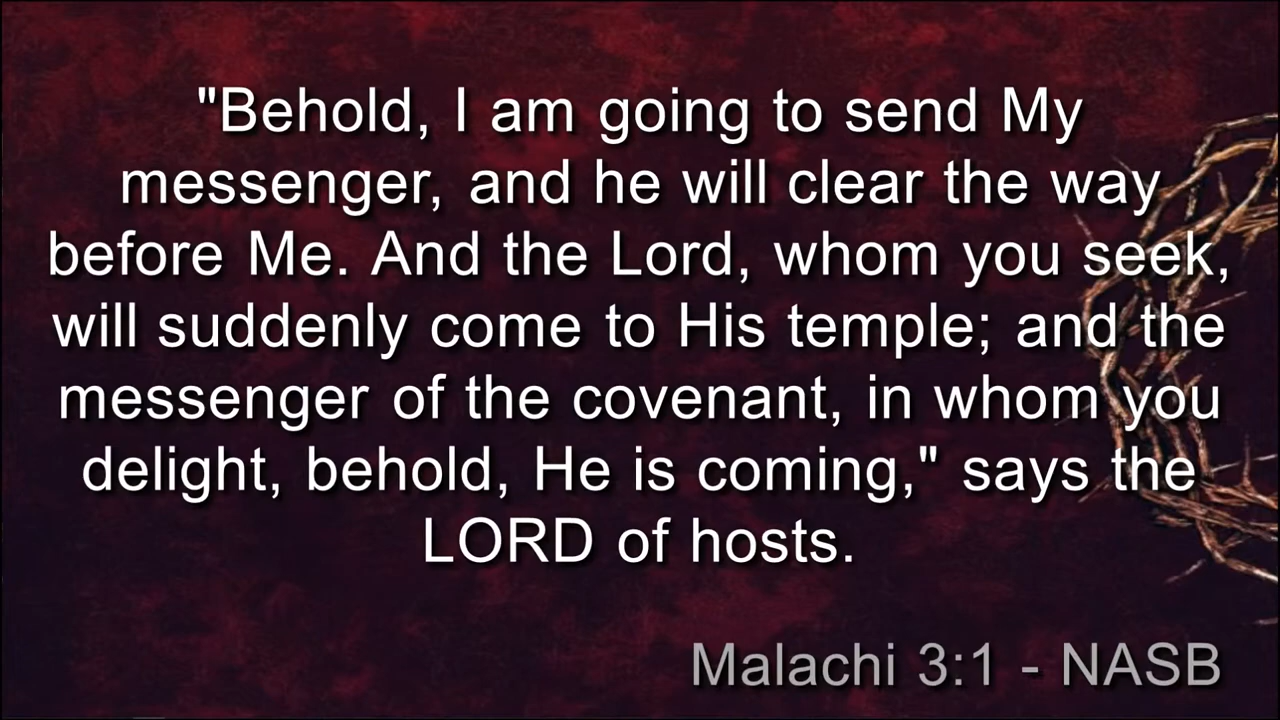 "Behold, I am going to send My
messenger, and he will clear the way
before Me. And the Lord, whom you seek,
will suddenly come to His temple; and the
messenger of the covenant, in whom you
delight, behold, He is coming," says the
LORD of hosts.
Malachi 3:1 - NASB